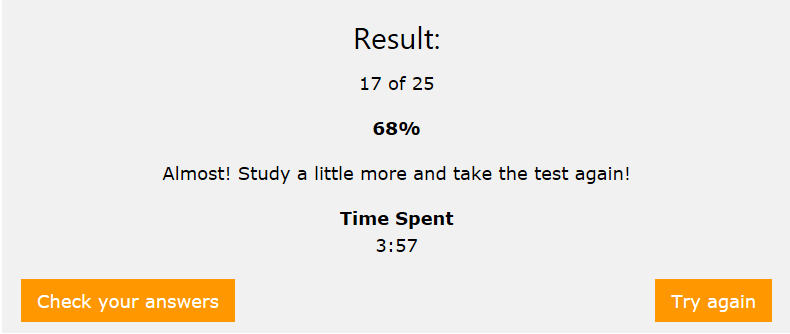 Result:
17 of 25
68%
Almost! Study a little more and take the test again!
Time Spent
3:57
Check your answers
Try again